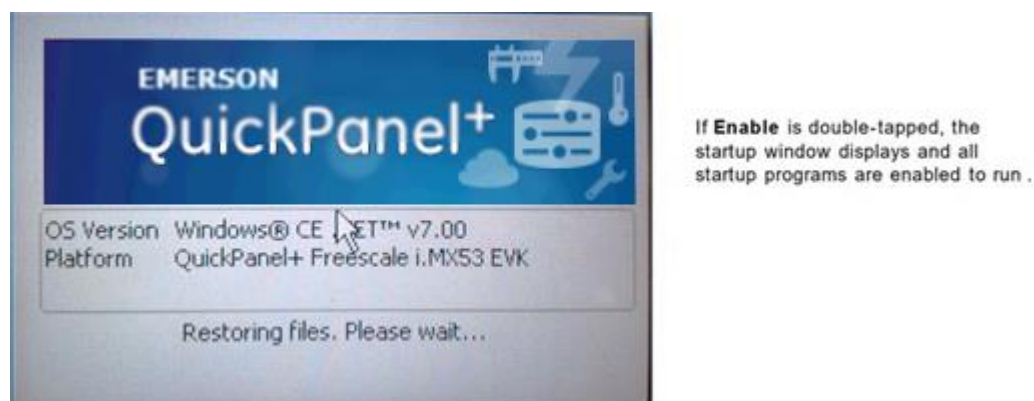 EMERSON
QuickPanel+
OS Version Windows® CE .NET™ v7.00
Platform QuickPanel+ Freescale i.MX53 EVK
Restoring files. Please wait...
If Enable is double-tapped, the
startup window displays and all
startup programs are enabled to run .